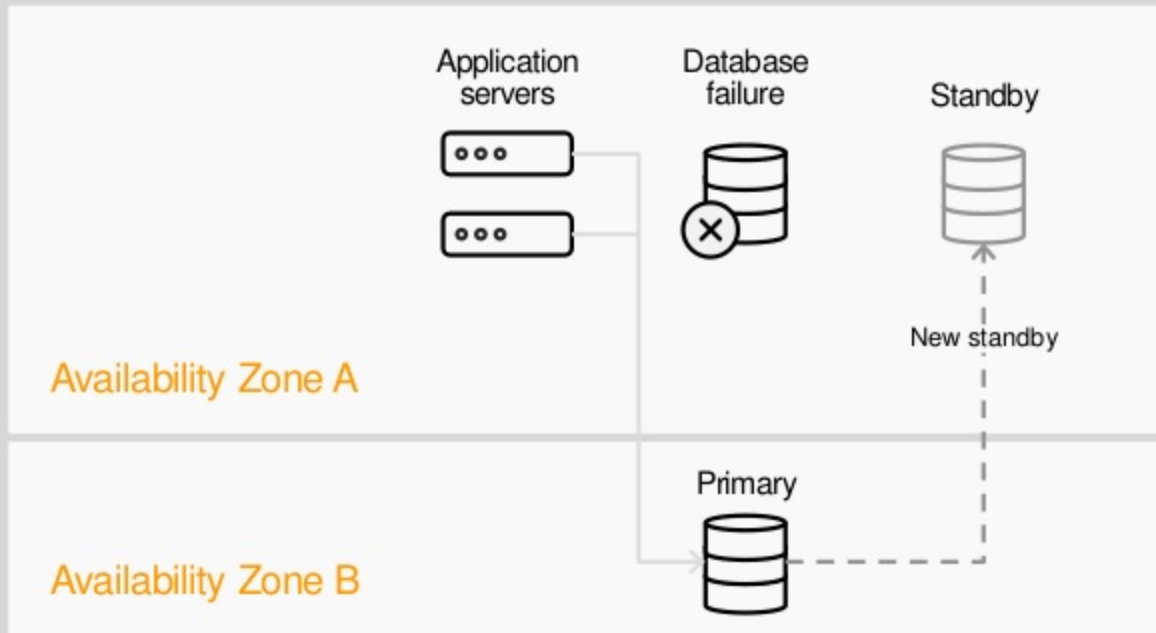 Application
servers
Database
failure
Standby
New standby
Availability Zone A
Primary
Availability Zone B